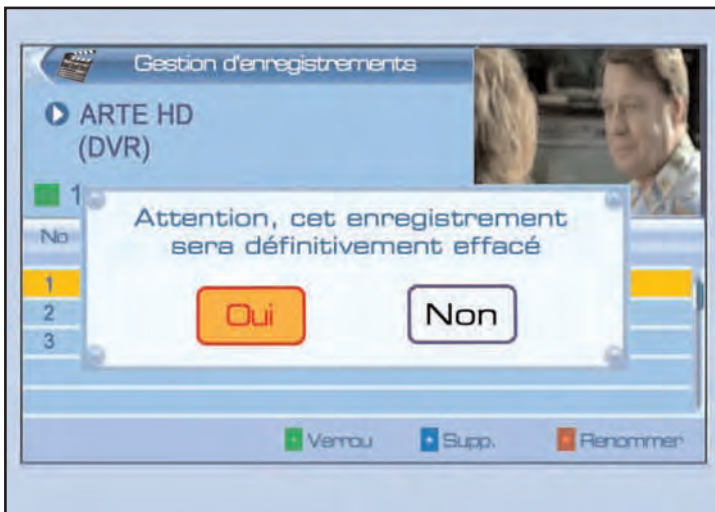 Gestion d'enregistrements
ARTE HD
(DVR)
1
No
Attention, cet enregistrement
sera définitivement effacé
Oui
Non
1
2
3
Verrou
Supp.
Renommer